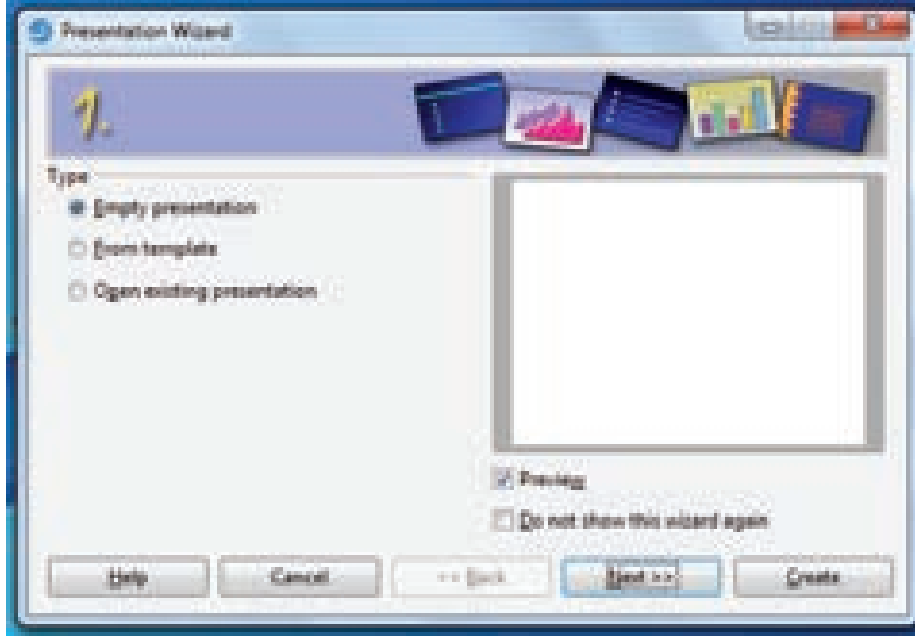 Presentation Wizard
1.
Type
Empty presentation
From template
Open existing presentation
Preview
Do not show this wizard again
Help
Cancel
<< Back
Next >>
Create